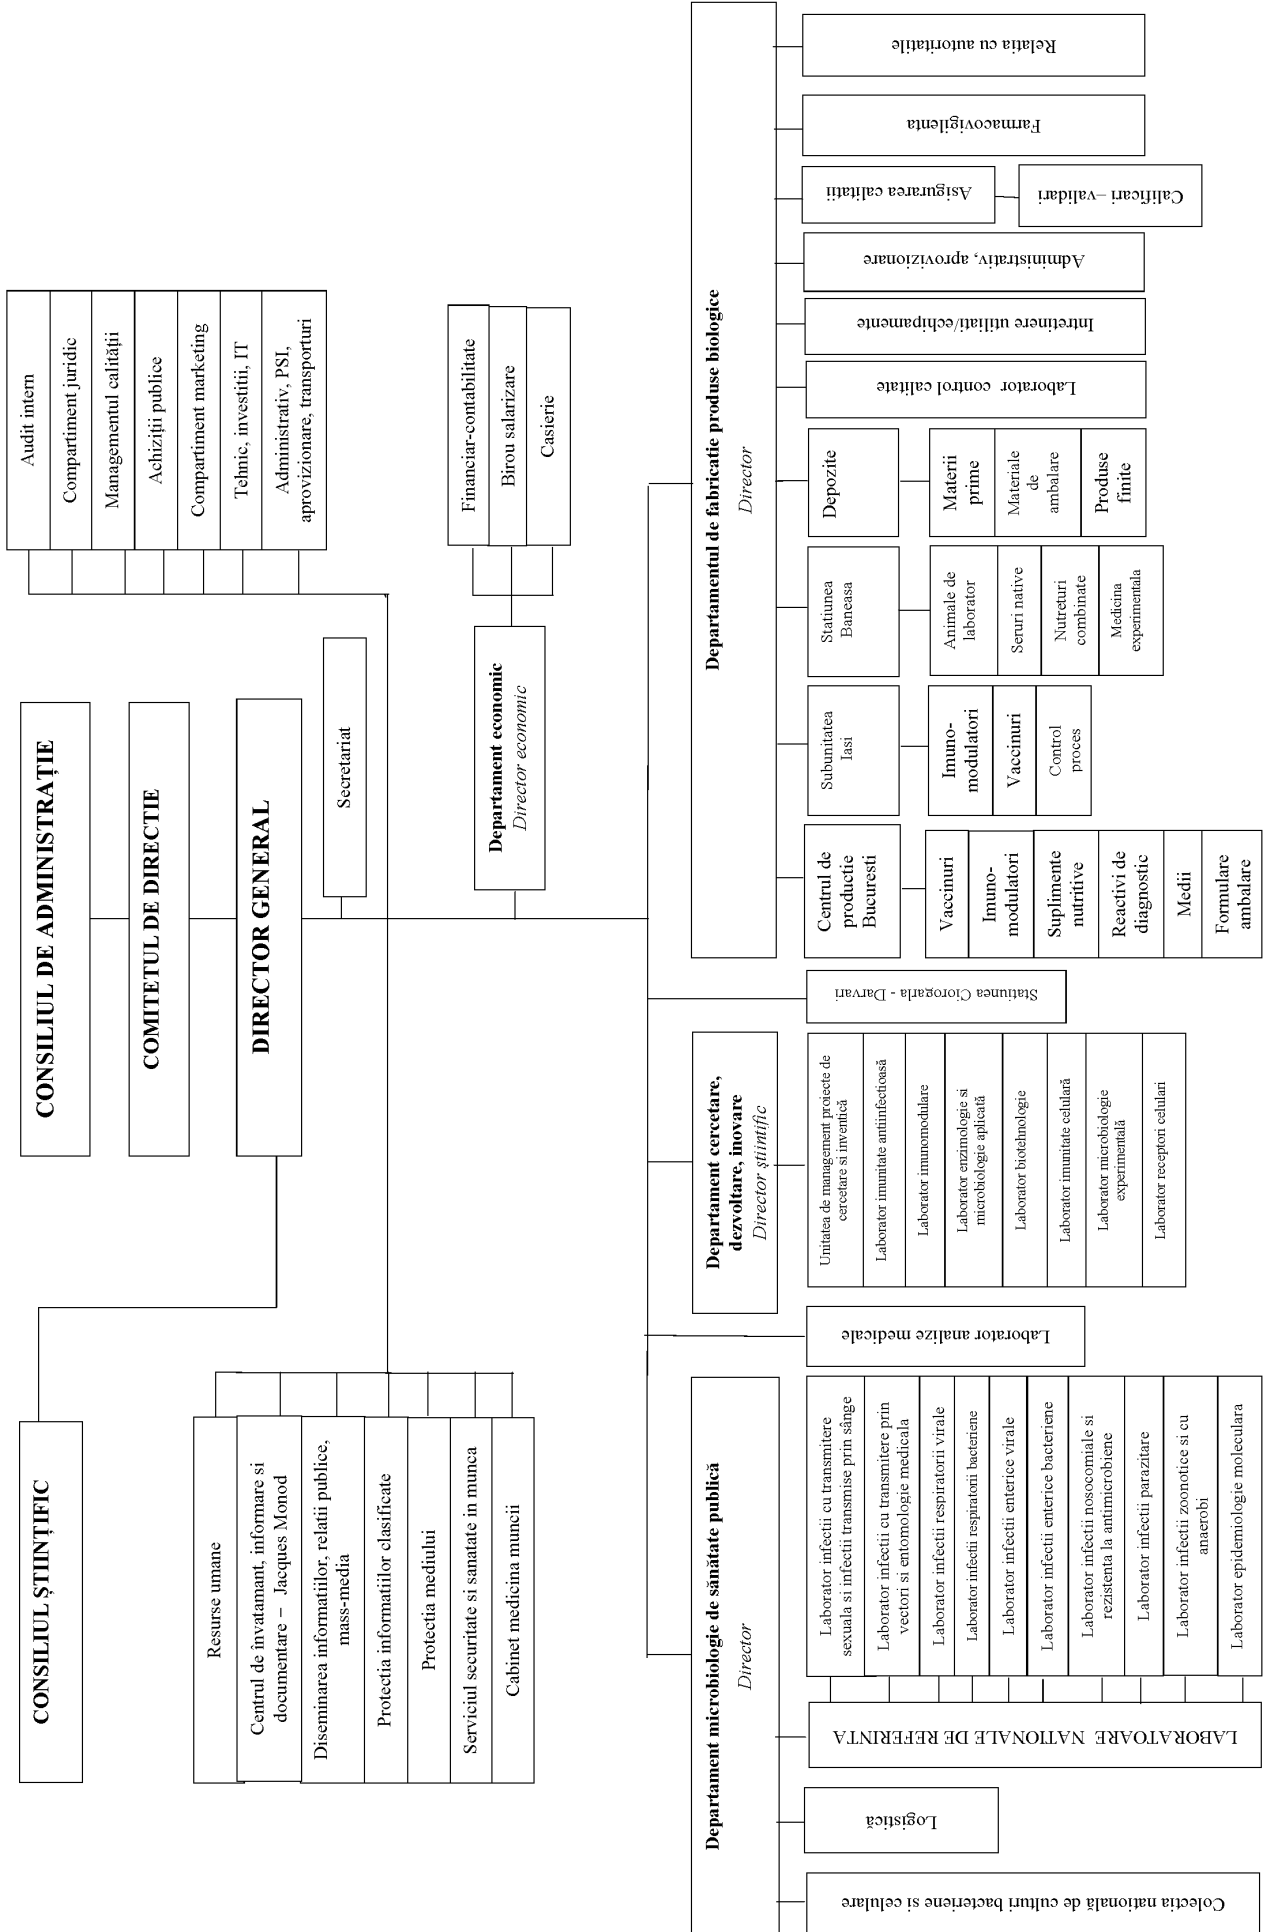 CONSILIUL DE ADMINISTRAȚIE
COMITETUL DE DIRECTIE
DIRECTOR GENERAL
CONSILIUL ȘTIINȚIFIC
Secretariat
Resurse umane
Centrul de învatamant, informare si
documentare – Jacques Monod
Diseminarea informatiilor, relatii publice,
mass-media
Protectia informatiilor clasificate
Protectia mediului
Serviciul securitate si sanatate in munca
Cabinet medicina muncii
Audit intern
Compartiment juridic
Managementul calității
Achiziții publice
Compartiment marketing
Tehnic, investitii, IT
Administrativ, PSI,
aprovizionare, transporturi
Departament economic
Director economic
Financiar-contabilitate
Birou salarizare
Casierie
Departament microbiologie de sănătate publică
Director
Colectia natională de culturi bacteriene si celulare
Logistică
LABORATOARE NATIONALE DE REFERINTA
Laborator infectii cu transmitere
sexuala si infectii transmise prin sânge
Laborator infectii cu transmitere prin
vectori si entomologie medicala
Laborator infectii respiratorii virale
Laborator infectii respiratorii bacteriene
Laborator infectii enterice virale
Laborator infectii enterice bacteriene
Laborator infectii nosocomiale si
rezistenta la antimicrobiene
Laborator infectii parazitare
Laborator infectii zoonotice si cu
anaerobi
Laborator epidemiologie moleculara
Laborator analize medicale
Departament cercetare,
dezvoltare, inovare
Director științific
Unitatea de management proiecte de
cercetare si inventică
Laborator imunitate antiinfectioasă
Laborator imunomodulare
Laborator enzimologie si
microbiologie aplicată
Laborator biotehnologie
Laborator imunitate celulară
Laborator microbiologie
experimentală
Laborator receptori celulari
Statiunea Ciorogarla - Darvari
Departamentul de fabricatie produse biologice
Director
Centrul de
productie
Bucuresti
Vaccinuri
Imuno-
modulatori
Suplimente
nutritive
Reactivi de
diagnostic
Medii
Formulare
ambalare
Subunitatea
Iasi
Imuno-
modulatori
Vaccinuri
Control
proces
Statiunea
Baneasa
Animale de
laborator
Seruri native
Nutreturi
combinate
Medicina
experimentala
Depozite
Materii
prime
Materiale
de
ambalare
Produse
finite
Laborator control calitate
Intretinere utiliati/echipamente
Administrativ, aprovizionare
Asigurarea calitatii
Calificari –validari
Farmacovigilenta
Relatia cu autoritatile